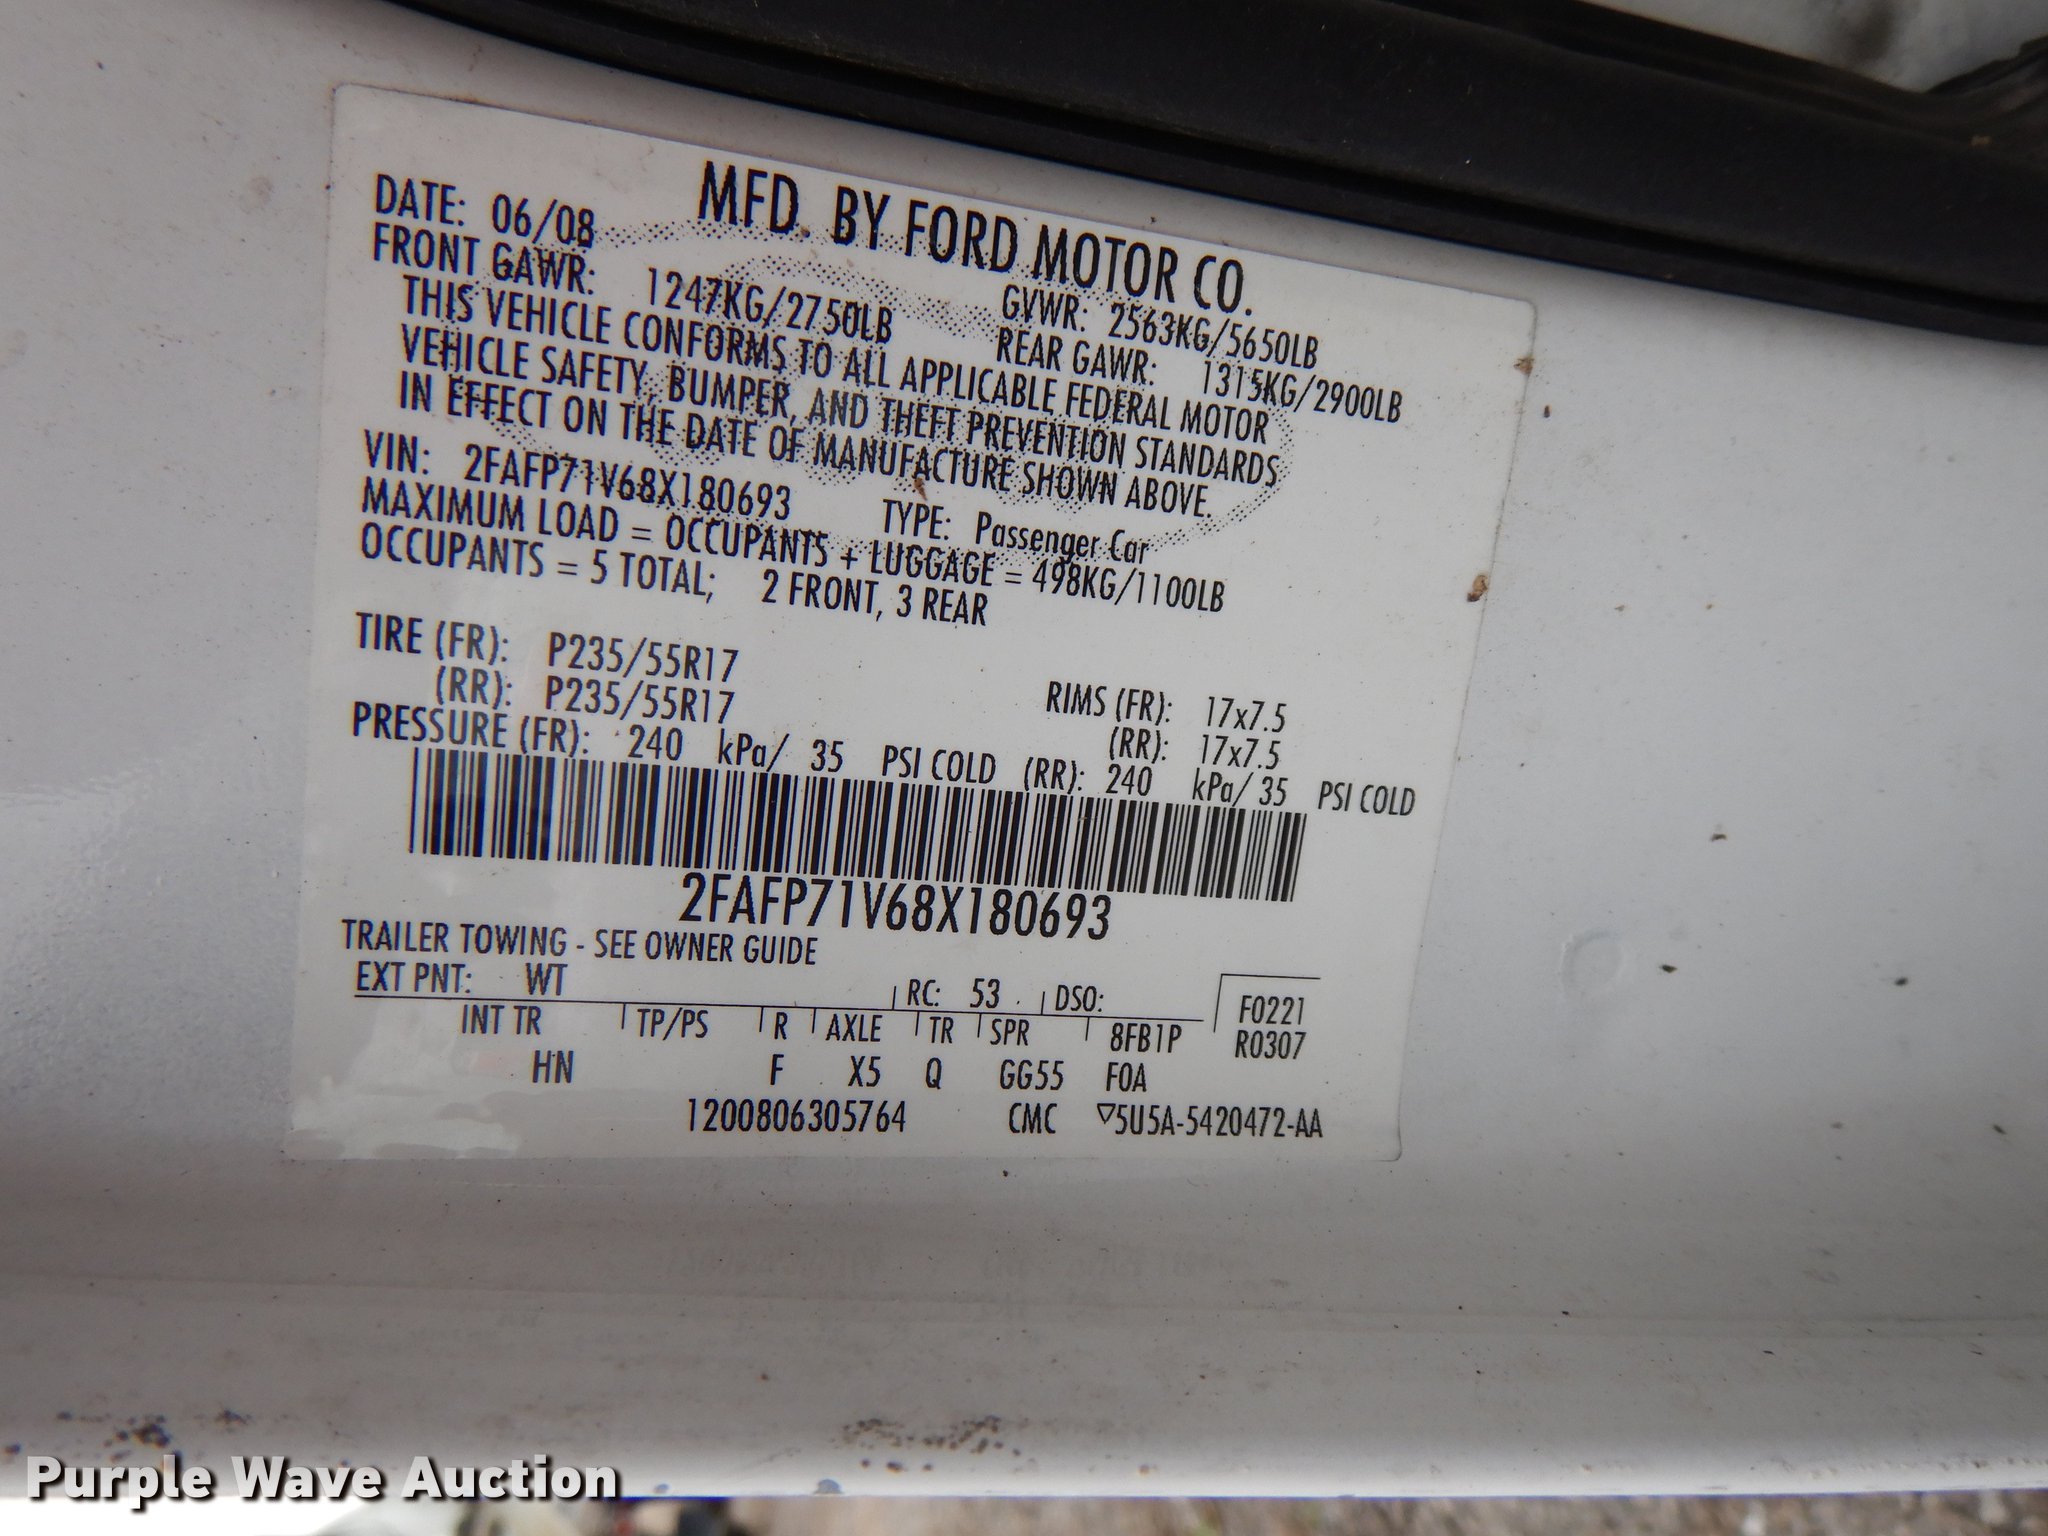 MFD. BY FORD MOTOR CO.
DATE: 06/08 GVWR: 2563KG/5650LB
FRONT GAWR: 1247KG/2750LB REAR GAWR: 1315KG/2900LB
THIS VEHICLE CONFORMS TO ALL APPLICABLE FEDERAL MOTOR
VEHICLE SAFETY, BUMPER, AND THEFT PREVENTION STANDARDS
IN EFFECT ON THE DATE OF MANUFACTURE SHOWN ABOVE.
VIN: 2FAFP71V68X180693 TYPE: Passenger Car
MAXIMUM LOAD = OCCUPANTS + LUGGAGE = 498KG/1100LB
OCCUPANTS = 5 TOTAL; 2 FRONT, 3 REAR
TIRE (FR): P235/55R17 RIMS (FR): 17x7.5
(RR): P235/55R17 (RR): 17x7.5
PRESSURE (FR): 240 kPa/ 35 PSI COLD (RR): 240 kPa/ 35 PSI COLD
2FAFP71V68X180693
TRAILER TOWING - SEE OWNER GUIDE
EXT PNT: WT RC: 53 DSO: F0221
INT TR TP/PS R AXLE TR SPR 8FB1P R0307
HN F X5 Q GG55 F0A
1200806305764 CMC ▽5U5A-5420472-AA
Purple Wave Auction